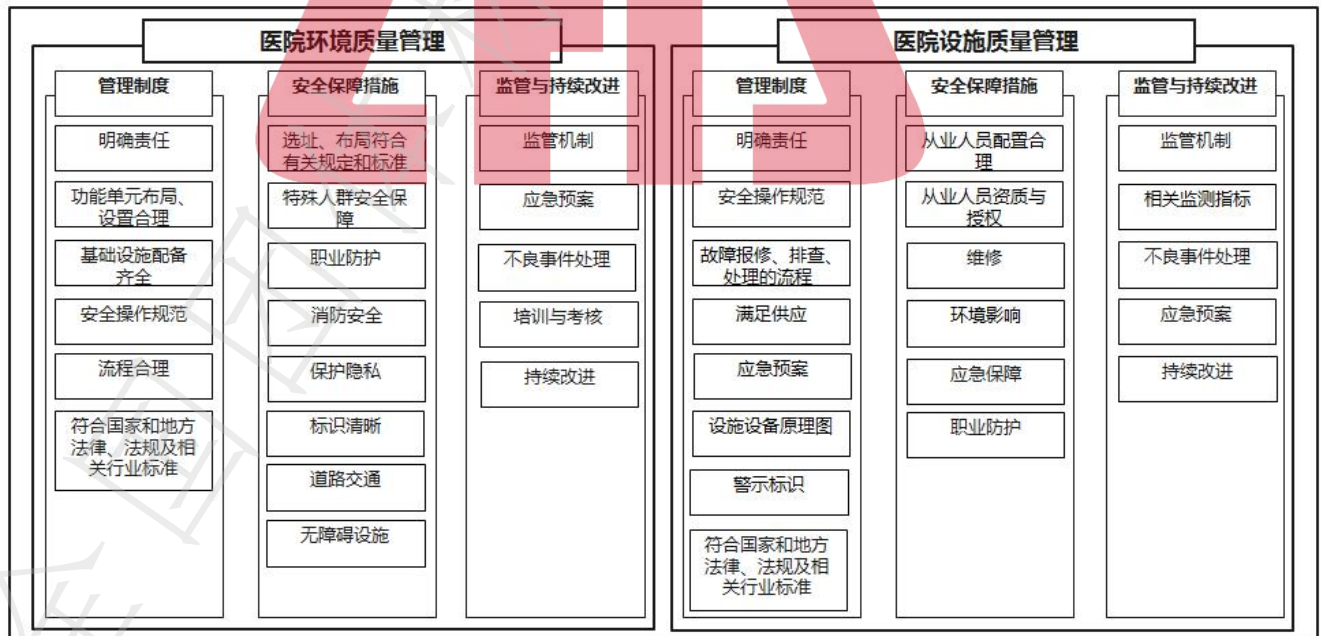 医院环境质量管理
管理制度
明确责任
功能单元布局、
设置合理
基础设施配备
齐全
安全操作规范
流程合理
符合国家和地方
法律、法规及相
关行业标准
安全保障措施
选址、布局符合
有关规定和标准
特殊人群安全保
障
职业防护
消防安全
保护隐私
标识清晰
道路交通
无障碍设施
监管与持续改进
监管机制
应急预案
不良事件处理
培训与考核
持续改进
医院设施质量管理
管理制度
明确责任
安全操作规范
故障报修、排查、
处理的流程
满足供应
应急预案
设施设备原理图
警示标识
符合国家和地方
法律、法规及相
关行业标准
安全保障措施
从业人员配置合
理
从业人员资质与
授权
维修
环境影响
应急保障
职业防护
监管与持续改进
监管机制
相关监测指标
不良事件处理
应急预案
持续改进